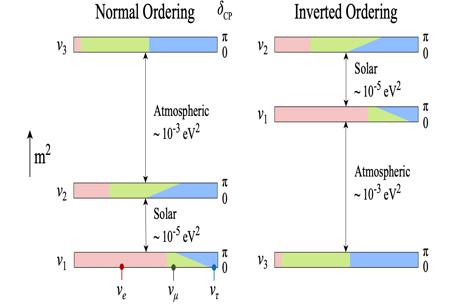 Normal Ordering
δCP
Inverted Ordering
ν3
π
0
ν2
π
0
Solar
~ 10-5 eV2
ν1
π
0
Atmospheric
~ 10-3 eV2
m2
Atmospheric
~ 10-3 eV2
ν2
π
0
Solar
~ 10-5 eV2
ν1
π
0
ν3
π
0
νe
νμ
ντ